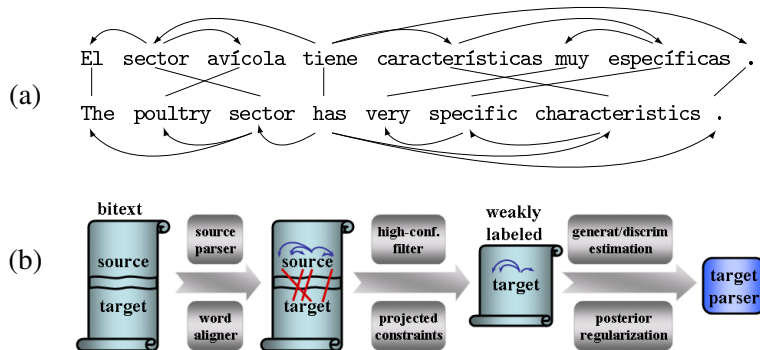 (a)
El sector avícola tiene características muy específicas .
The poultry sector has very specific characteristics .
(b)
bitext
source
target
source
parser
word
aligner
source
target
high-conf.
filter
projected
constraints
weakly
labeled
target
generat/discrim
estimation
posterior
regularization
target
parser